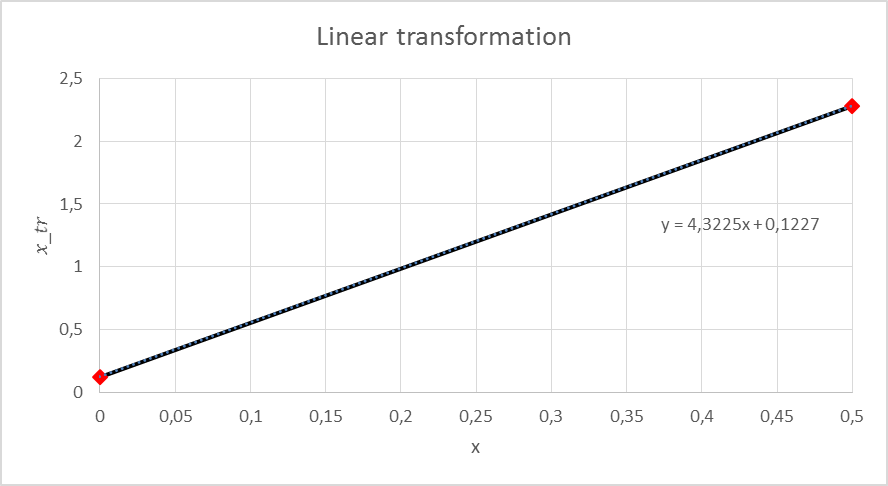 Linear transformation
2,5
2
1,5
1
0,5
0
x_tr
y = 4,3225x + 0,1227
0 0,05 0,1 0,15 0,2 0,25 0,3 0,35 0,4 0,45 0,5
x